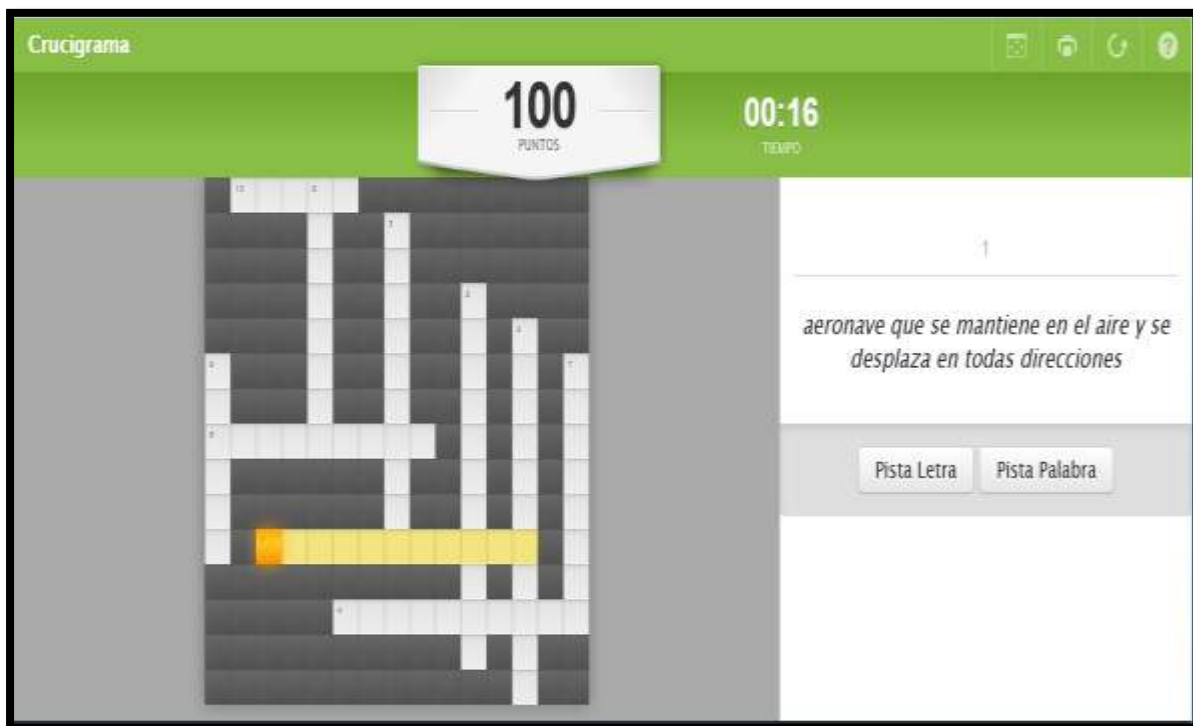 Crucigrama
100
PUNTOS
00:16
TIEMPO
1
aeronave que se mantiene en el aire y se
desplaza en todas direcciones
Pista Letra
Pista Palabra